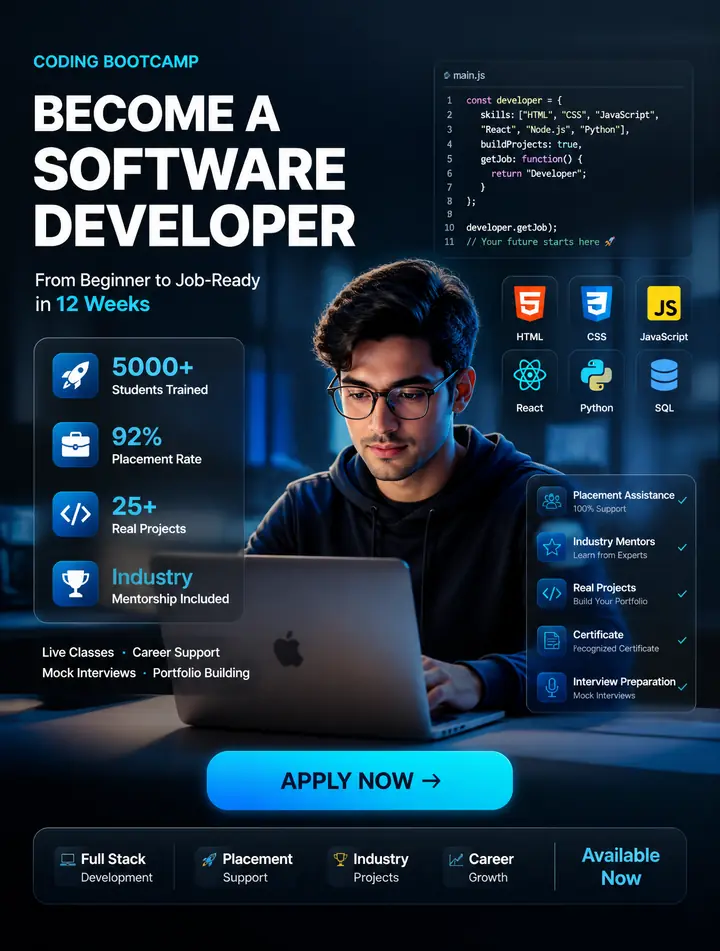 CODING BOOTCAMP
BECOME A
SOFTWARE
DEVELOPER
From Beginner to Job-Ready
in 12 Weeks
5000+
Students Trained
92%
Placement Rate
25+
Real Projects
Industry
Mentorship Included
Live Classes · Career Support
Mock Interviews · Portfolio Building
main.js
1 const developer = {
2 skills: ["HTML", "CSS", "JavaScript",
3 "React", "Node.js", "Python"],
4 buildProjects: true,
5 getJob: function() {
6 return "Developer";
7 }
8 };
9
10 developer.getJob);
11 // Your future starts here 🚀
HTML
CSS
JS
JavaScript
React
Python
SQL
Placement Assistance
100% Support
Industry Mentors
Learn from Experts
Real Projects
Build Your Portfolio
Certificate
Recognized Certificate
Interview Preparation
Mock Interviews
APPLY NOW →
Full Stack
Development
Placement
Support
Industry
Projects
Career
Growth
Available
Now